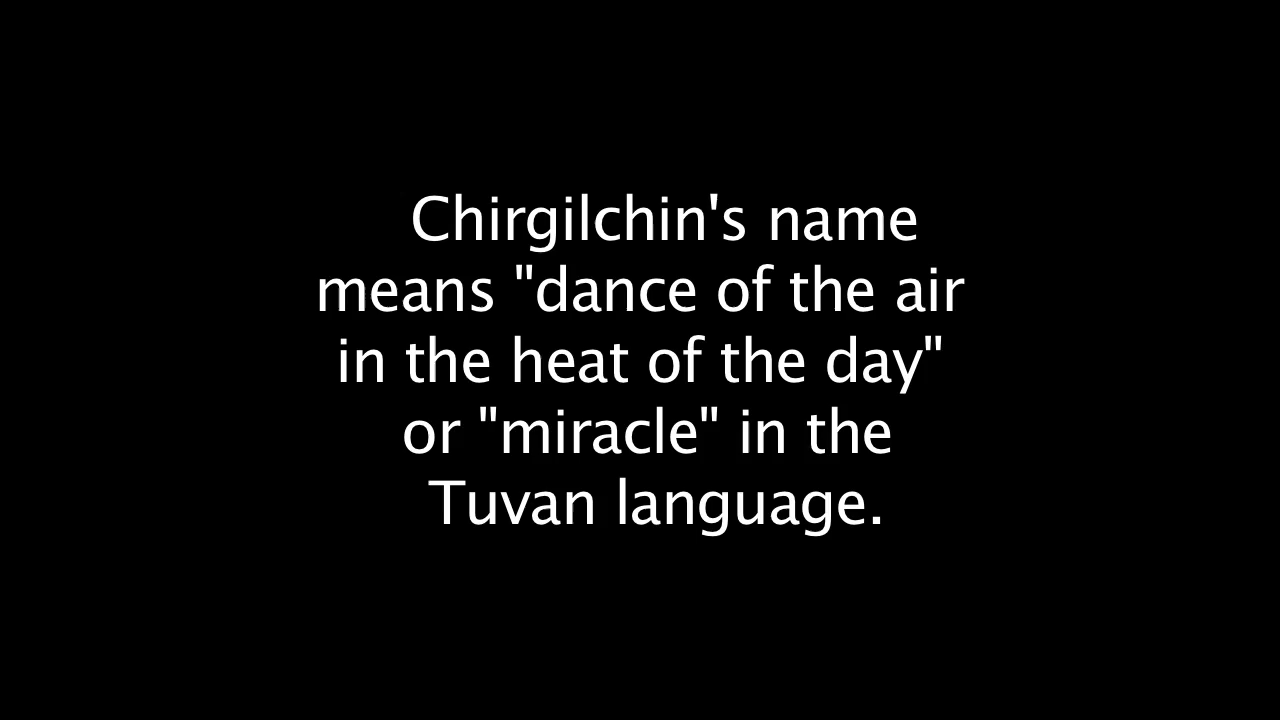 Chirgilchin's name
means "dance of the air
in the heat of the day"
or "miracle" in the
Tuvan language.